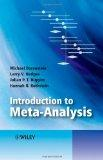 Michael Borenstein
Larry V. Hedges
Julian P. T. Higgins
Hannah R. Rothstein
Introduction to
Meta-Analysis
WILEY